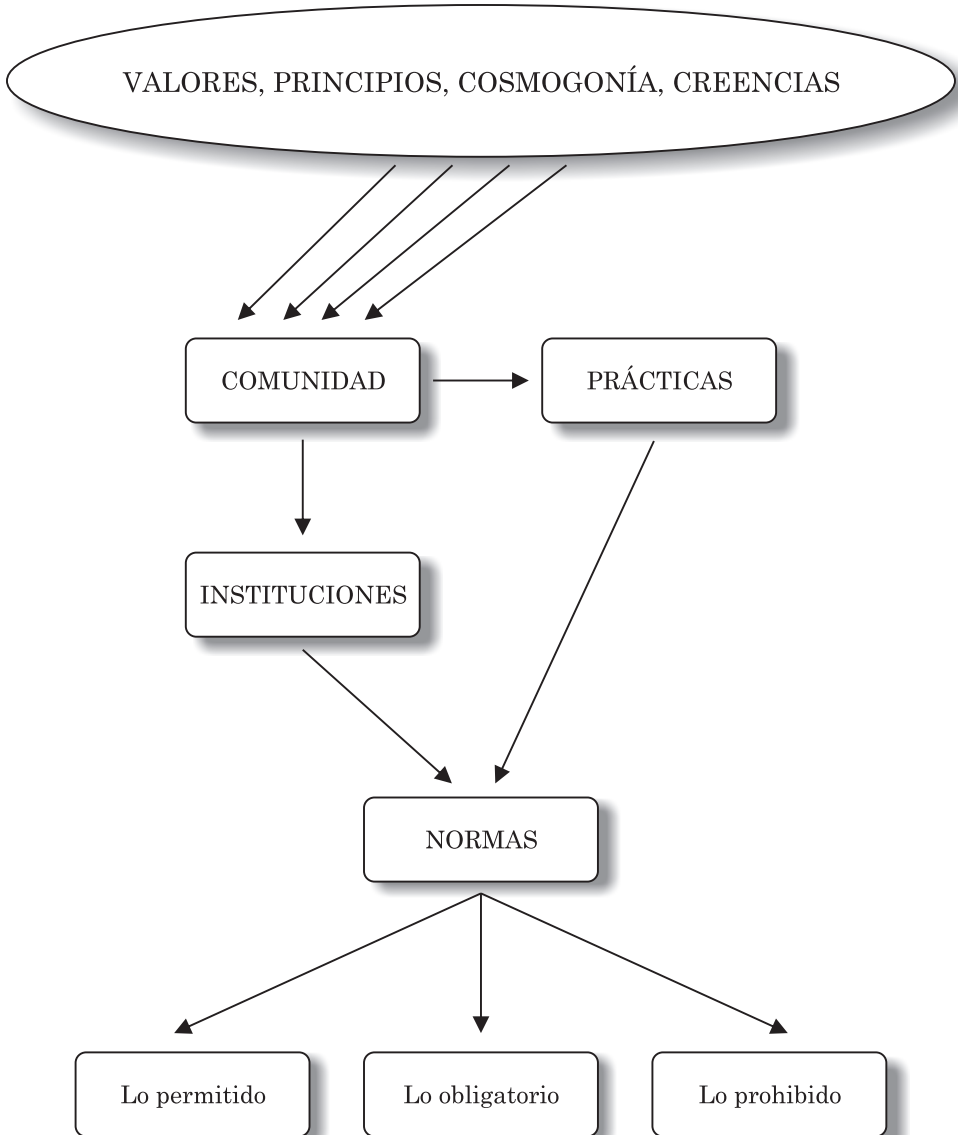 VALORES, PRINCIPIOS, COSMOGONÍA, CREENCIAS
COMUNIDAD
PRÁCTICAS
INSTITUCIONES
NORMAS
Lo permitido
Lo obligatorio
Lo prohibido